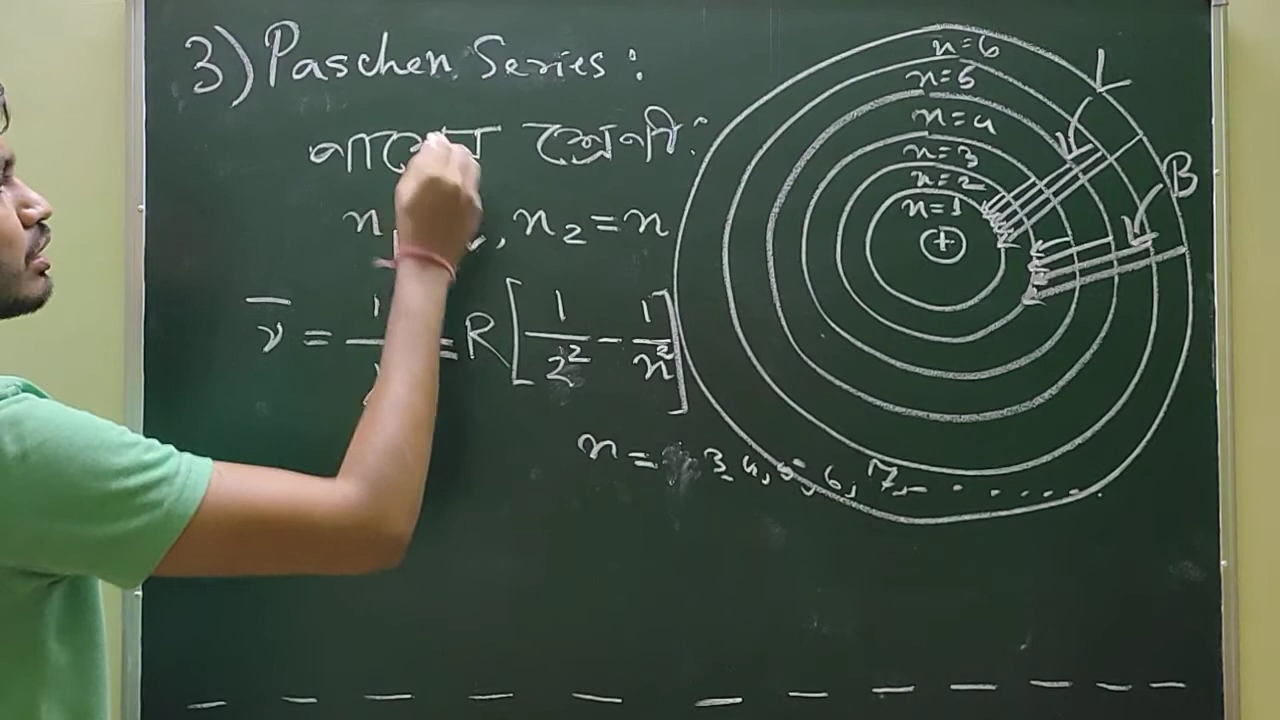 3) Paschen Series:
শ্রেণী:
n , n₂ = n
ν̅ = 1 = R[1/2² - 1/n²]
n = 3, 4, 5, 6, 7, - . . . . . .
n=6
n=5
n=4
n=3
n=2
n=1
+
L
B